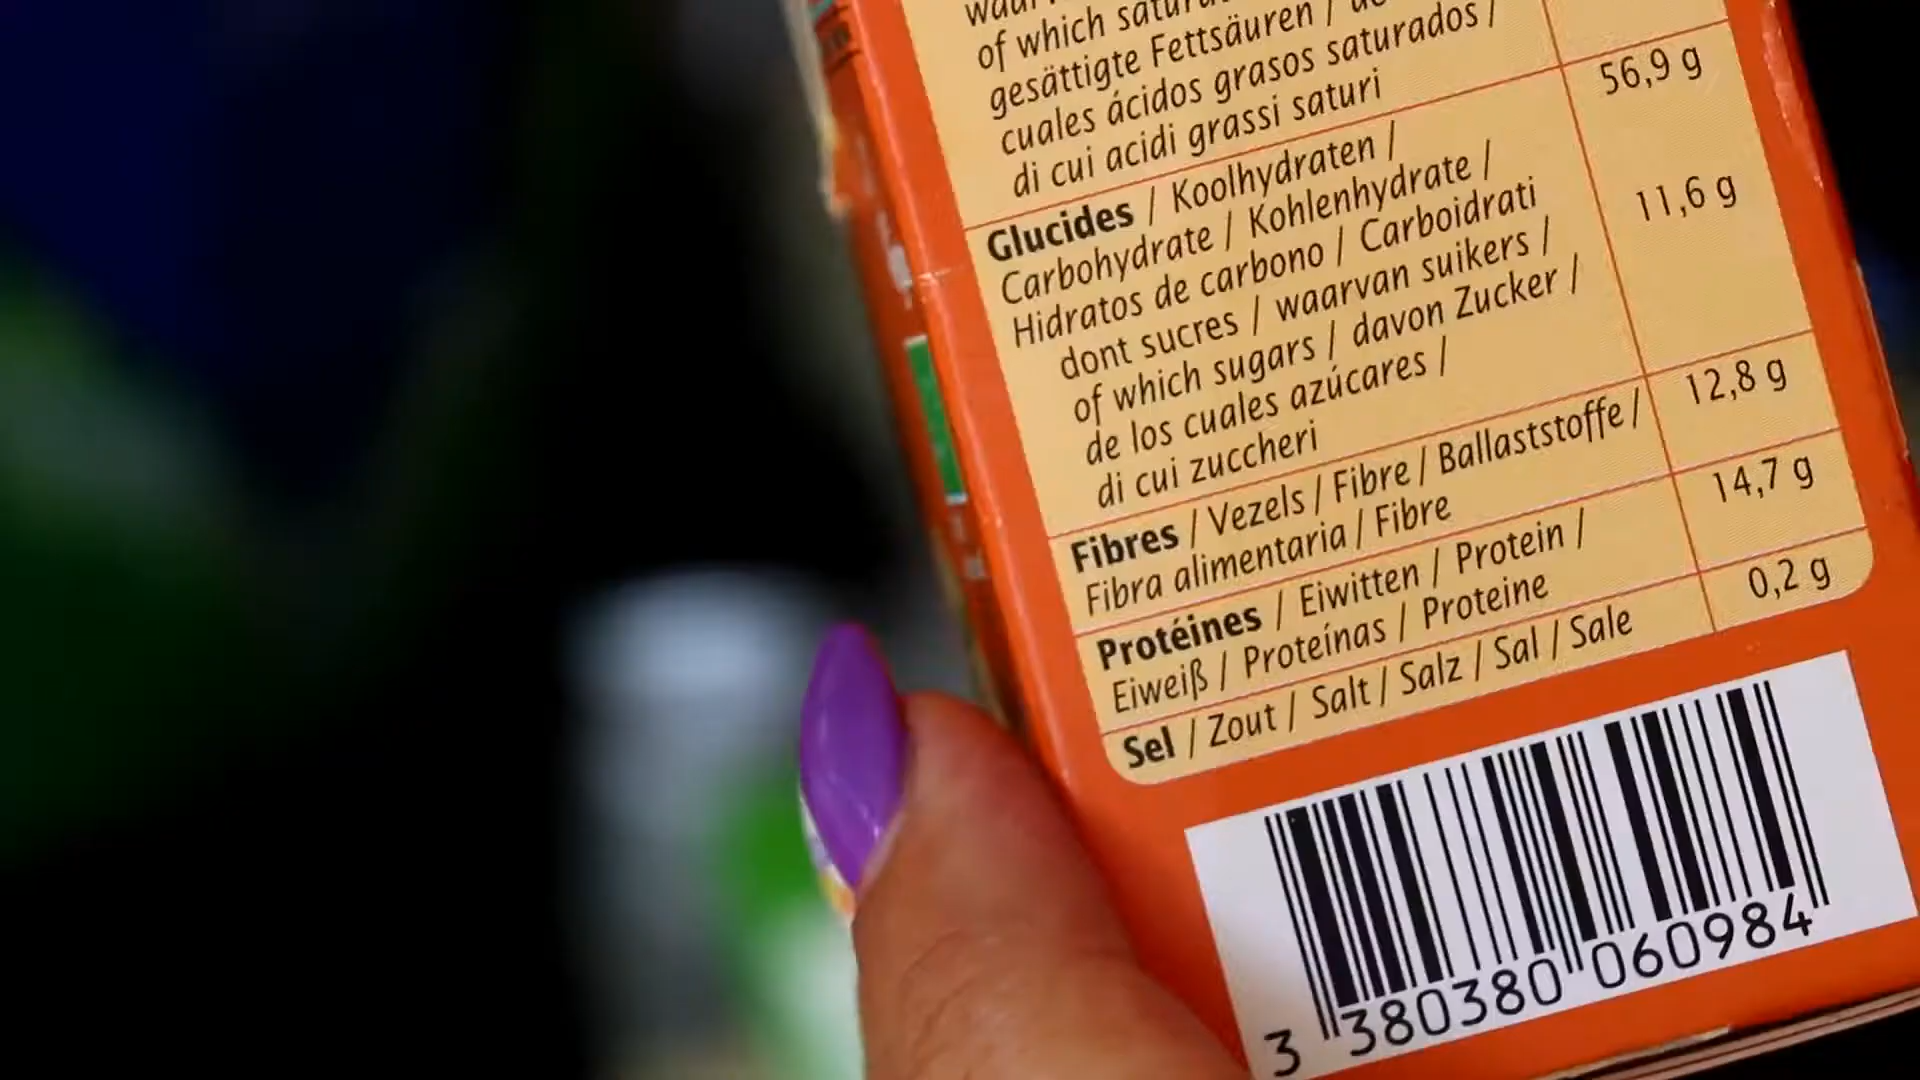 of which
gesättigte Fettsäuren /
cuales ácidos grasos saturados /
di cui acidi grassi saturi
Glucides / Koolhydraten / 56,9 g
Carbohydrate / Kohlenhydrate /
Hidratos de carbono / Carboidrati
dont sucres / waarvan suikers / 11,6 g
of which sugars / davon Zucker /
de los cuales azúcares /
di cui zuccheri
Fibres / Vezels / Fibre / Ballaststoffe / 12,8 g
Fibra alimentaria / Fibre
Protéines / Eiwitten / Protein / 14,7 g
Eiweiß / Proteínas / Proteine
Sel / Zout / Salt / Salz / Sal / Sale 0,2 g
3 380380 060984